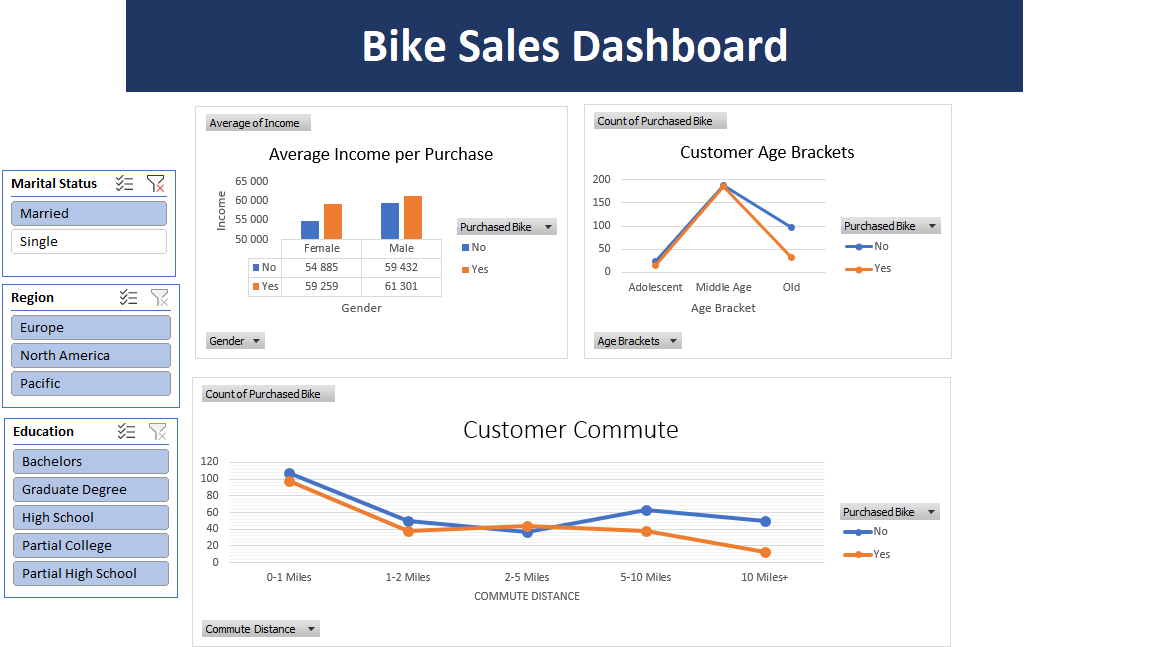 Bike Sales Dashboard
Marital Status
Married
Single
Region
Europe
North America
Pacific
Education
Bachelors
Graduate Degree
High School
Partial College
Partial High School
Average of Income
Average Income per Purchase
Income
65 000
60 000
55 000
50 000
Female Male
No 54 885 59 432
Yes 59 259 61 301
Gender
Purchased Bike
No
Yes
Gender
Count of Purchased Bike
Customer Age Brackets
200
150
100
50
0
Adolescent Middle Age Old
Age Bracket
Purchased Bike
No
Yes
Age Brackets
Count of Purchased Bike
Customer Commute
120
100
80
60
40
20
0
0-1 Miles 1-2 Miles 2-5 Miles 5-10 Miles 10 Miles+
COMMUTE DISTANCE
Purchased Bike
No
Yes
Commute Distance